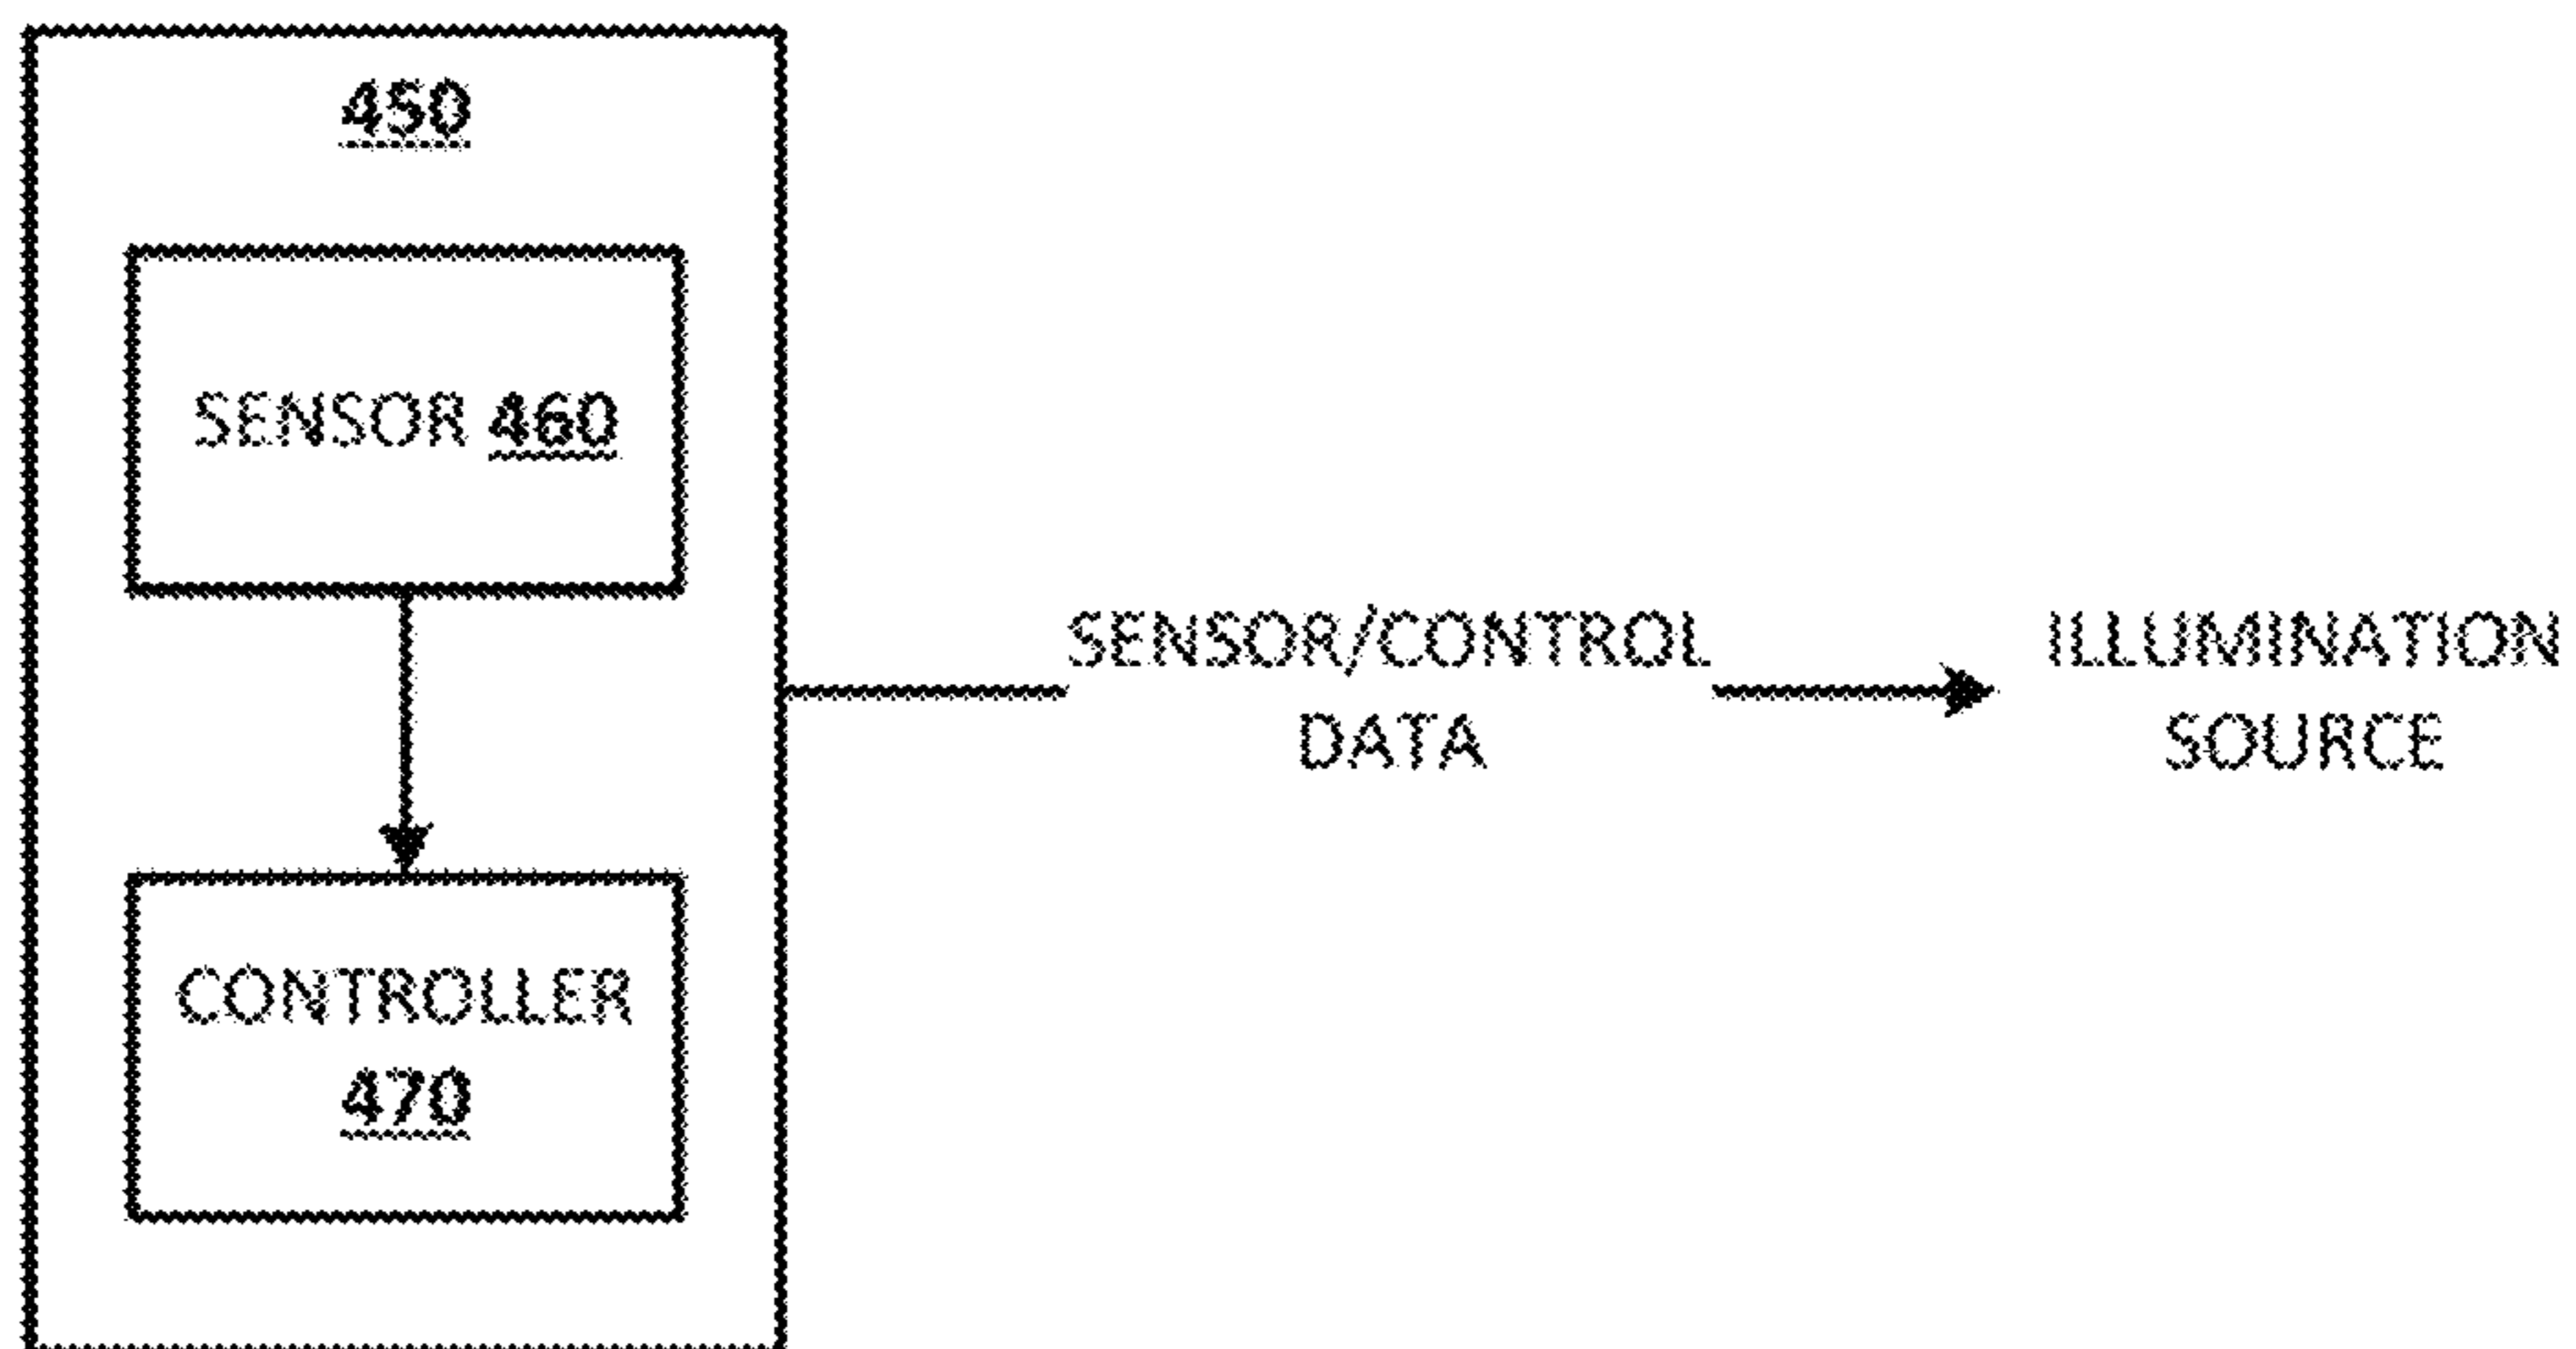 450
SENSOR 460
SENSOR/CONTROL
DATA
ILLUMINATION
SOURCE
CONTROLLER
470